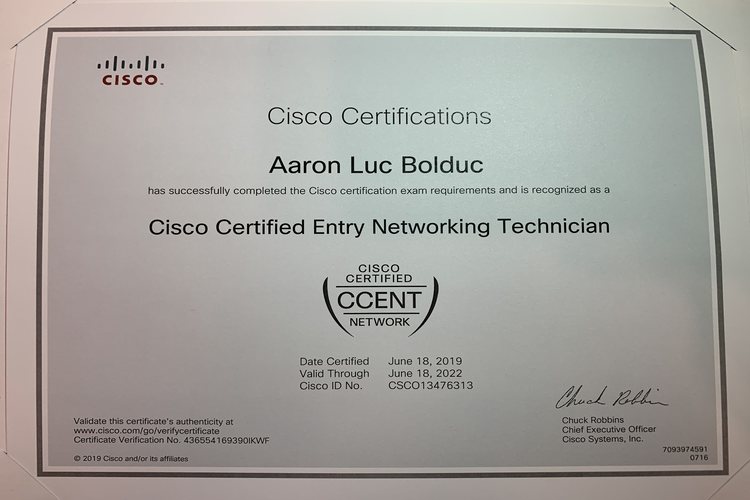 CISCO
Cisco Certifications
Aaron Luc Bolduc
has successfully completed the Cisco certification exam requirements and is recognized as a
Cisco Certified Entry Networking Technician
CISCO
CERTIFIED
CCENT
NETWORK
Date Certified June 18, 2019
Valid Through June 18, 2022
Cisco ID No. CSCO13476313
Chuck Robbins
Validate this certificate's authenticity at
www.cisco.com/go/verifycertificate
Certificate Verification No. 436554169390IKWF
© 2019 Cisco and/or its affiliates
Chuck Robbins
Chief Executive Officer
Cisco Systems, Inc.
7093974591
0716